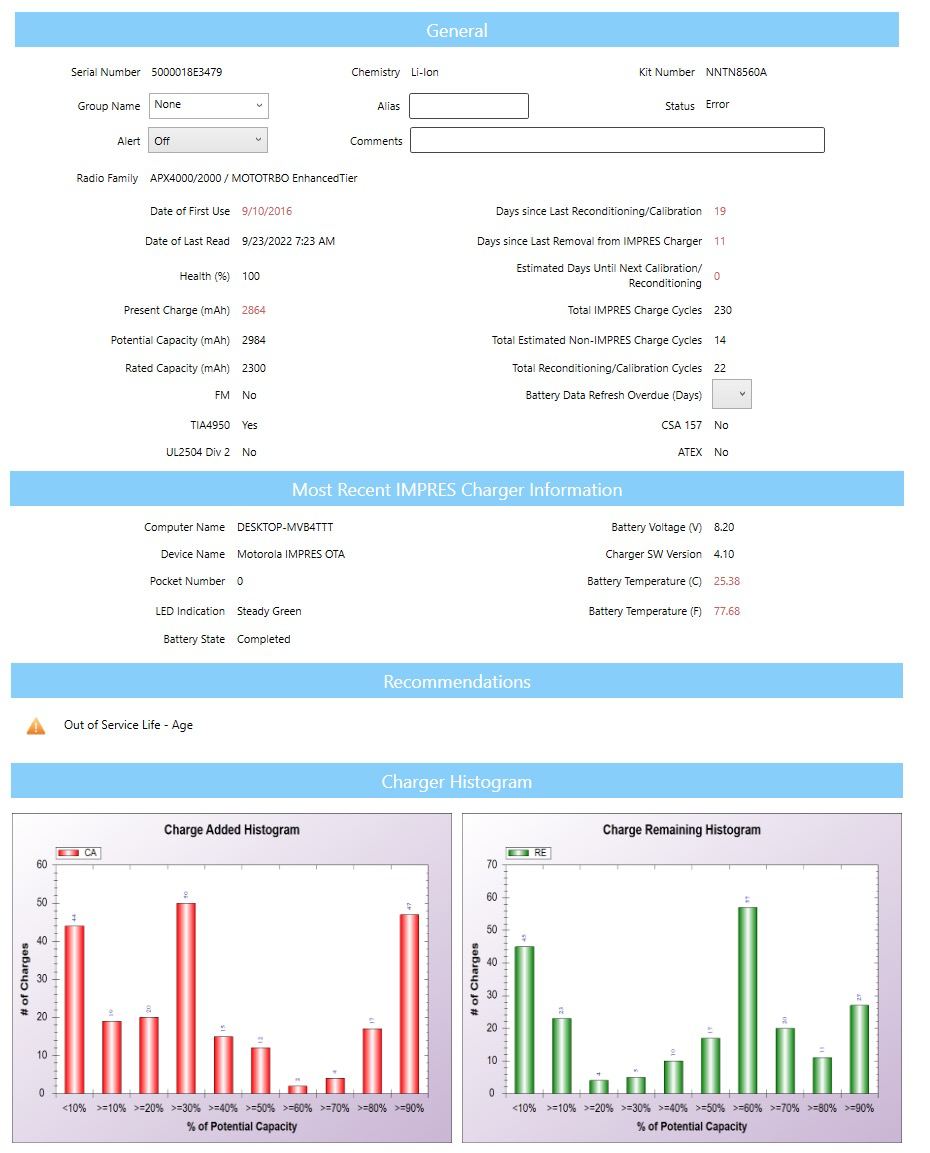 General
Serial Number 5000018E3479 Chemistry Li-Ion Kit Number NNTN8560A
Group Name None Alias Status Error
Alert Off Comments
Radio Family APX4000/2000 / MOTOTRBO EnhancedTier
Date of First Use 9/10/2016 Days since Last Reconditioning/Calibration 19
Date of Last Read 9/23/2022 7:23 AM Days since Last Removal from IMPRES Charger 11
Health (%) 100 Estimated Days Until Next Calibration/
Reconditioning 0
Present Charge (mAh) 2864 Total IMPRES Charge Cycles 230
Potential Capacity (mAh) 2984 Total Estimated Non-IMPRES Charge Cycles 14
Rated Capacity (mAh) 2300 Total Reconditioning/Calibration Cycles 22
FM No Battery Data Refresh Overdue (Days)
TIA4950 Yes CSA 157 No
UL2504 Div 2 No ATEX No
Most Recent IMPRES Charger Information
Computer Name DESKTOP-MVB4TTT Battery Voltage (V) 8.20
Device Name Motorola IMPRES OTA Charger SW Version 4.10
Pocket Number 0 Battery Temperature (C) 25.38
LED Indication Steady Green Battery Temperature (F) 77.68
Battery State Completed
Recommendations
Out of Service Life - Age
Charger Histogram
Charge Added Histogram
CA
# of Charges
60
50
40
30
20
10
0
44 19 20 50 15 12 2 4 17 47
<10% >=10% >=20% >=30% >=40% >=50% >=60% >=70% >=80% >=90%
% of Potential Capacity
Charge Remaining Histogram
RE
# of Charges
70
60
50
40
30
20
10
0
45 23 4 5 10 17 57 20 11 27
<10% >=10% >=20% >=30% >=40% >=50% >=60% >=70% >=80% >=90%
% of Potential Capacity